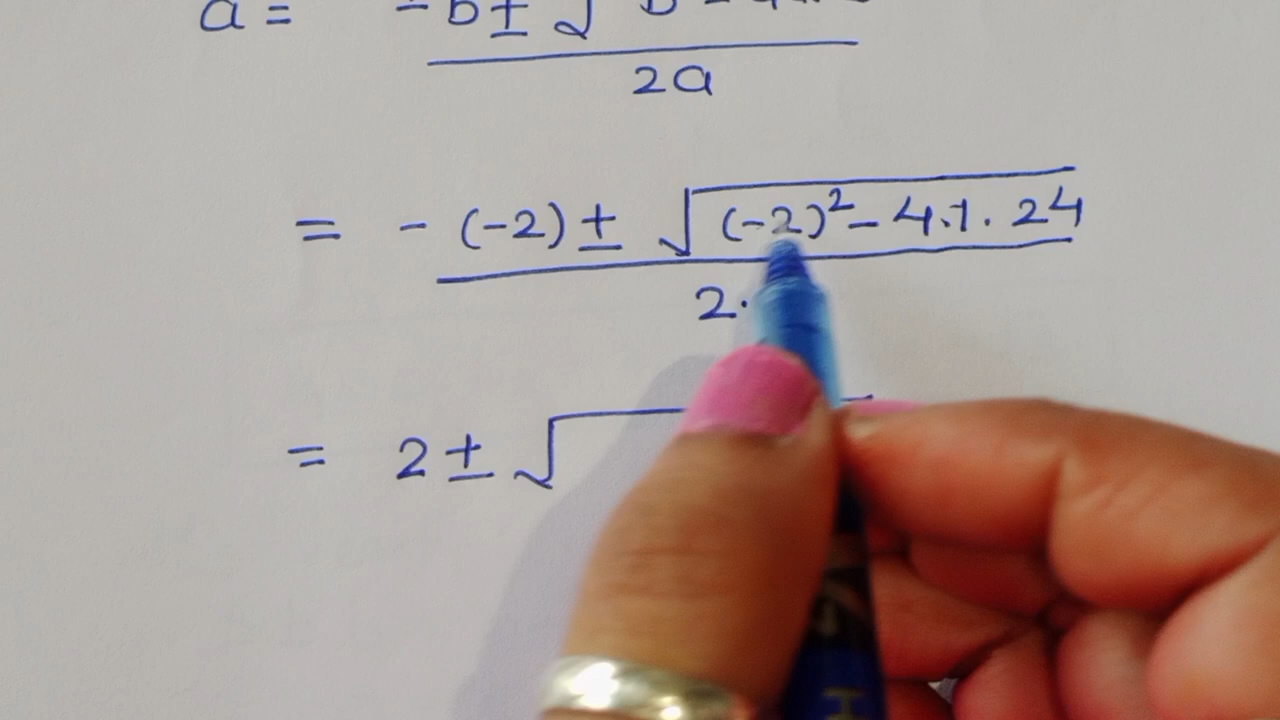 a = -b ± √
2a
= -(-2) ± √(-2)² - 4.1.24
2.
= 2 ± √